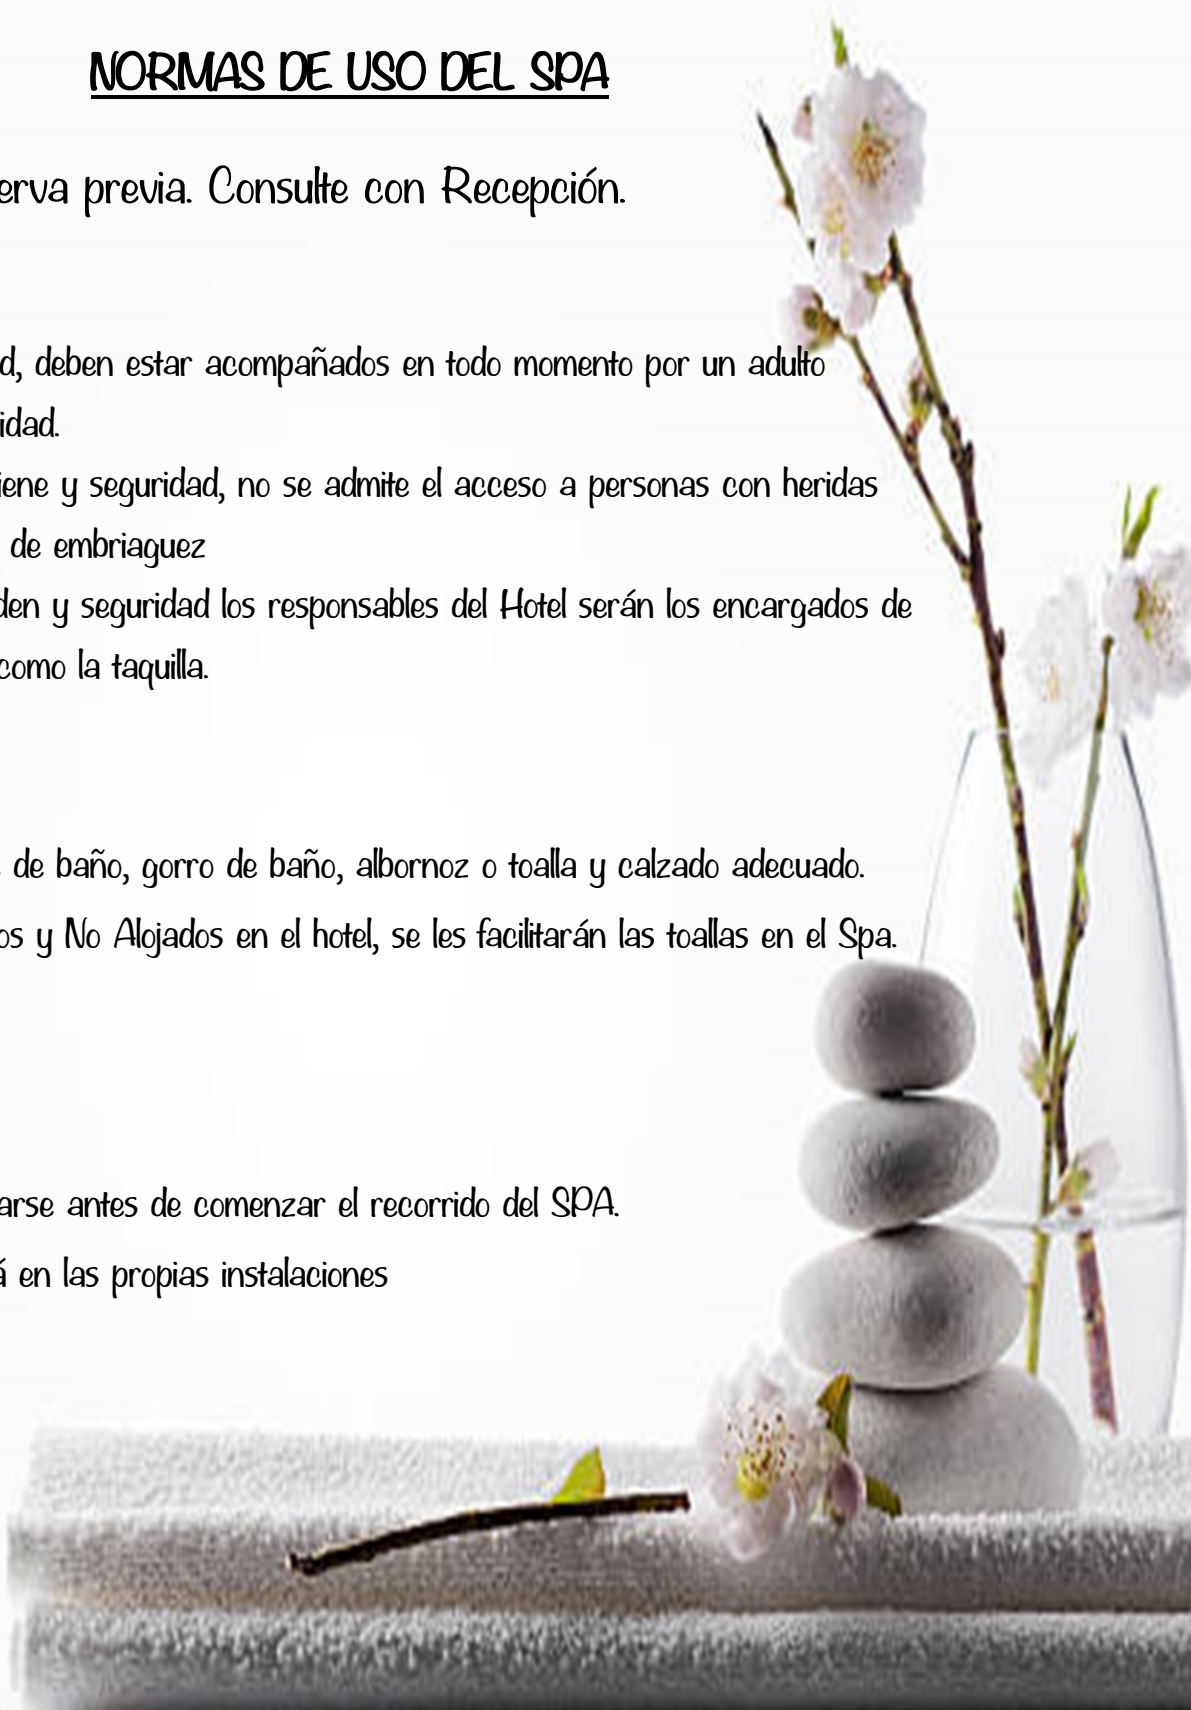 NORMAS DE USO DEL SPA
erva previa. Consulte con Recepción.
d, deben estar acompañados en todo momento por un adulto
idad.
iene y seguridad, no se admite el acceso a personas con heridas
de embriaguez
den y seguridad los responsables del Hotel serán los encargados de
como la taquilla.
de baño, gorro de baño, albornoz o toalla y calzado adecuado.
os y No Alojados en el hotel, se les facilitarán las toallas en el Spa.
arse antes de comenzar el recorrido del SPA.
á en las propias instalaciones